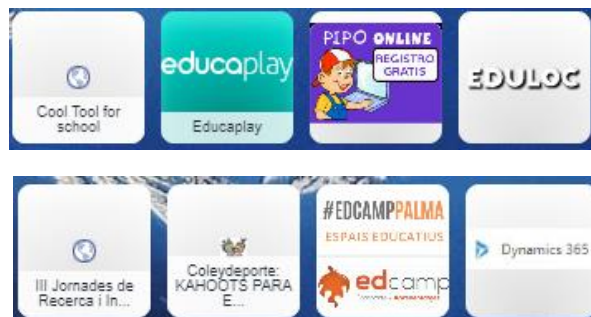 Cool Tool for
school
educaplay
Educaplay
PIPO ONLINE
REGISTRO
GRATIS
EDULOC
III Jornades de
Recerca i In...
Coleydeporte:
KAHOOTS PARA
E...
#EDCAMPPALMA
ESPAIS EDUCATIUS
edcamp
Dynamics 365